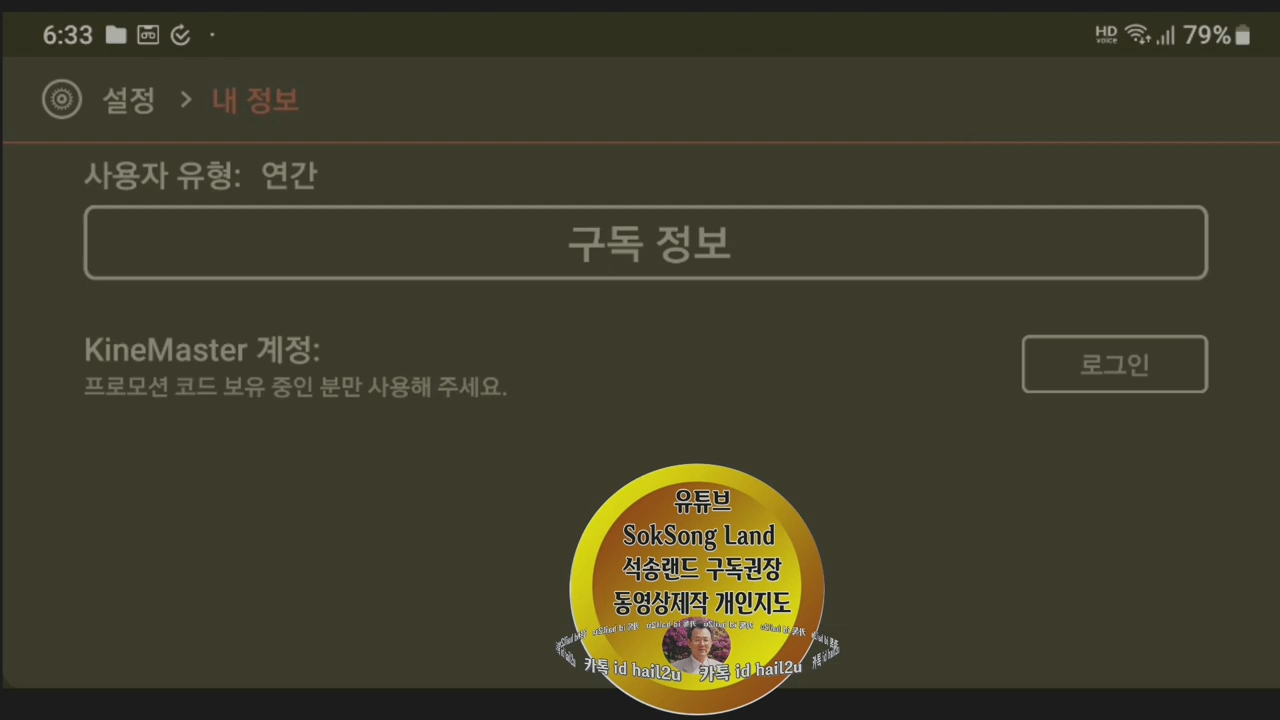 6:33
HD voice 79%
설정 > 내 정보
사용자 유형: 연간
구독 정보
KineMaster 계정:
프로모션 코드 보유 중인 분만 사용해 주세요.
로그인
유튜브
SokSong Land
석송랜드 구독권장
동영상제작 개인지도
카톡 id hail2u 카톡 id hail2u